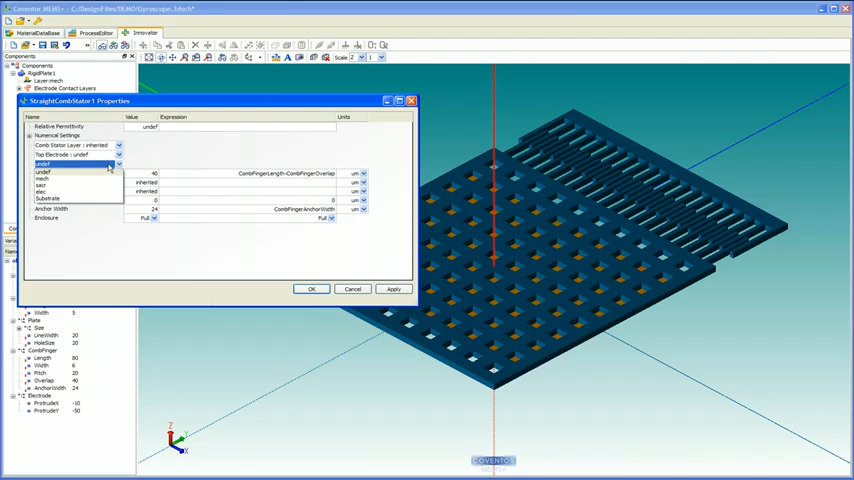 Coventor MEMS+ - C:/DesignFiles/DEMO/Gyroscope.3dsch*
MaterialDataBase ProcessEditor Innovator
Scale Z 1
Components
Components
RigidPlate1
Layer:mech
Electrode Contact Layers
StraightCombStator1 Properties
Name Value Expression Units
Relative Permittivity undef
Numerical Settings
Comb Stator Layer : inherited
Top Electrode : undef
undef
undef 40 CombFingerLength-CombFingerOverlap um
mech inherited um
sacr inherited um
elec
Substrate 0 0 um
Anchor Width 24 CombFingerAnchorWidth um
Enclosure Full Full
OK Cancel Apply
Width 5
Plate
Size
LineWidth 20
HoleSize 20
CombFinger
Length 80
Width 6
Pitch 20
Overlap 40
AnchorWidth 24
Electrode
ProtrudeX -10
ProtrudeY -50
Z
Y
X
COVENTOR
MEMS+